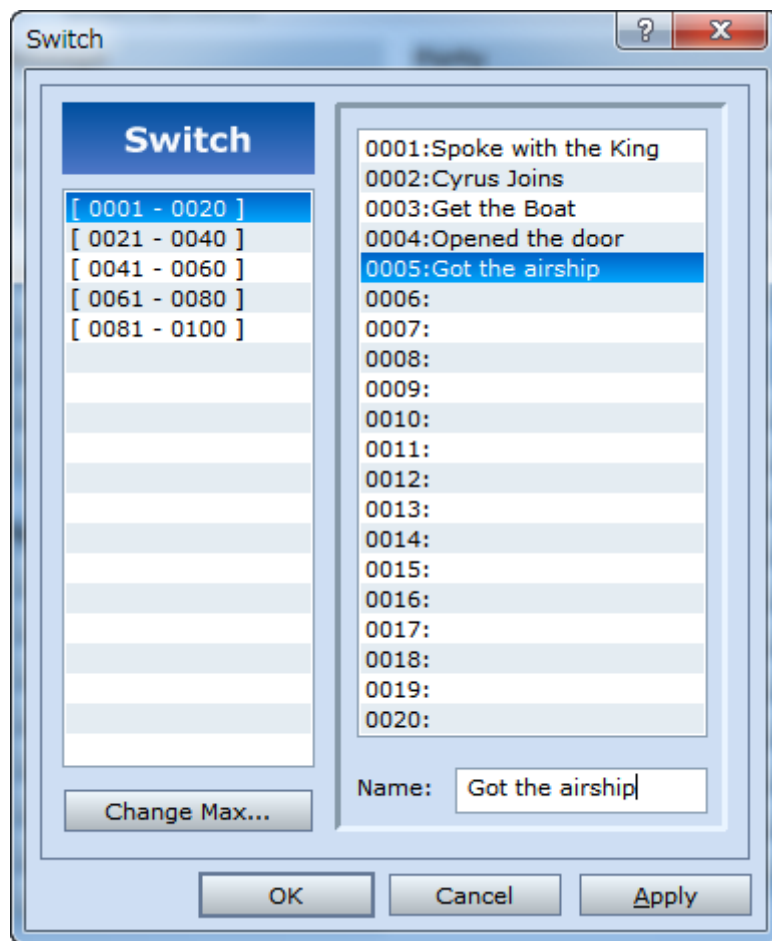 Switch
?
Switch
[ 0001 - 0020 ]
[ 0021 - 0040 ]
[ 0041 - 0060 ]
[ 0061 - 0080 ]
[ 0081 - 0100 ]
Change Max...
0001:Spoke with the King
0002:Cyrus Joins
0003:Get the Boat
0004:Opened the door
0005:Got the airship
0006:
0007:
0008:
0009:
0010:
0011:
0012:
0013:
0014:
0015:
0016:
0017:
0018:
0019:
0020:
Name: Got the airship
OK Cancel Apply